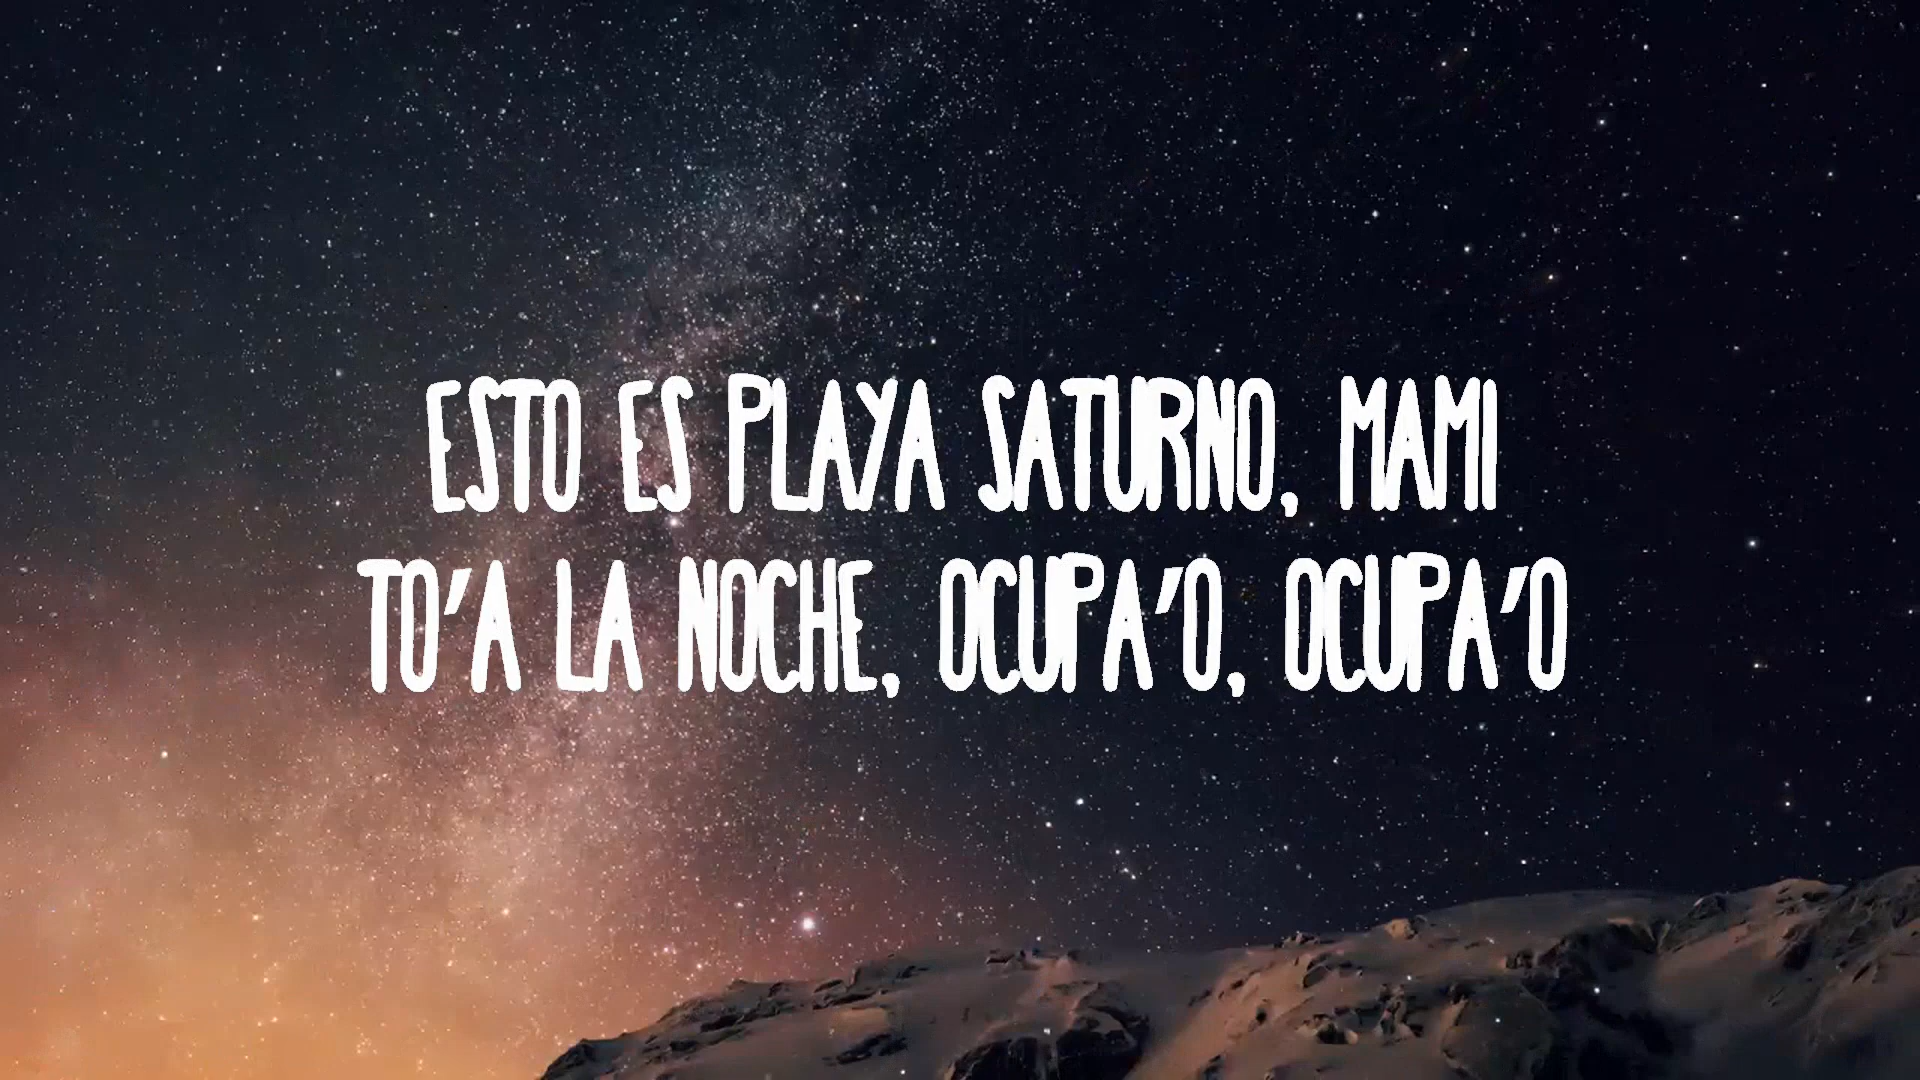 ESTO ES PLAYA SATURNO, MAMI
TO'A LA NOCHE, OCUPA'O, OCUPA'O